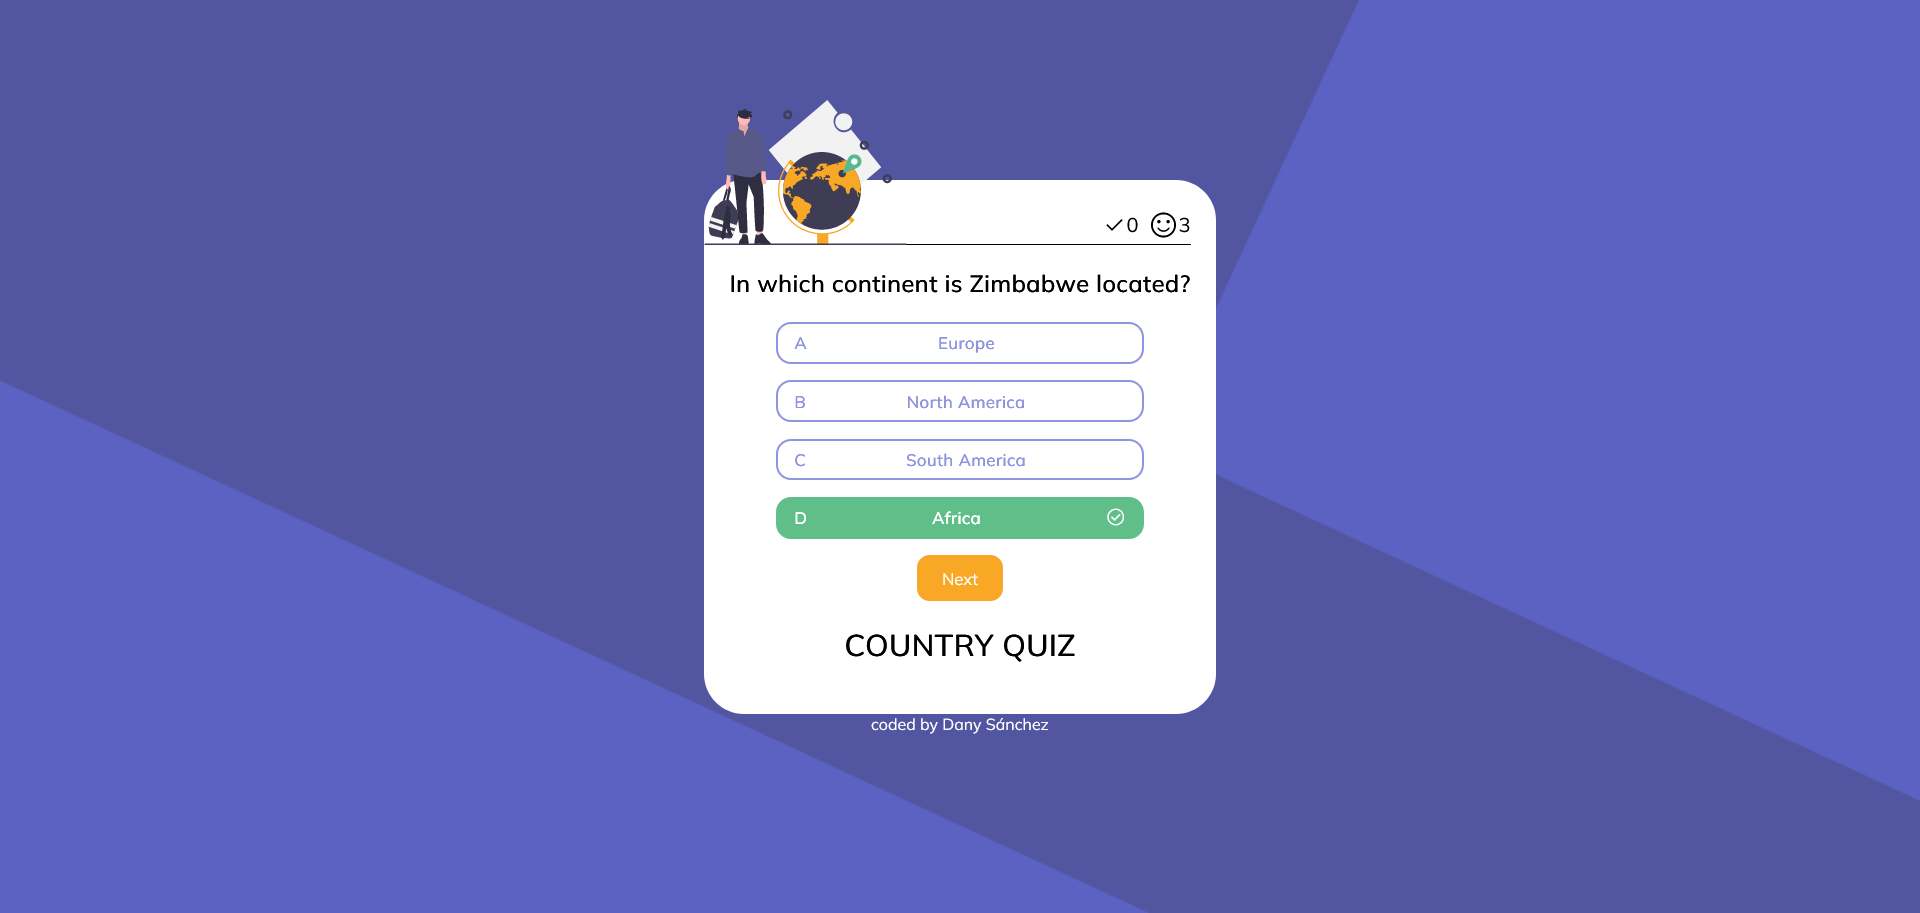 0 3
In which continent is Zimbabwe located?
A Europe
B North America
C South America
D Africa
Next
COUNTRY QUIZ
coded by Dany Sánchez